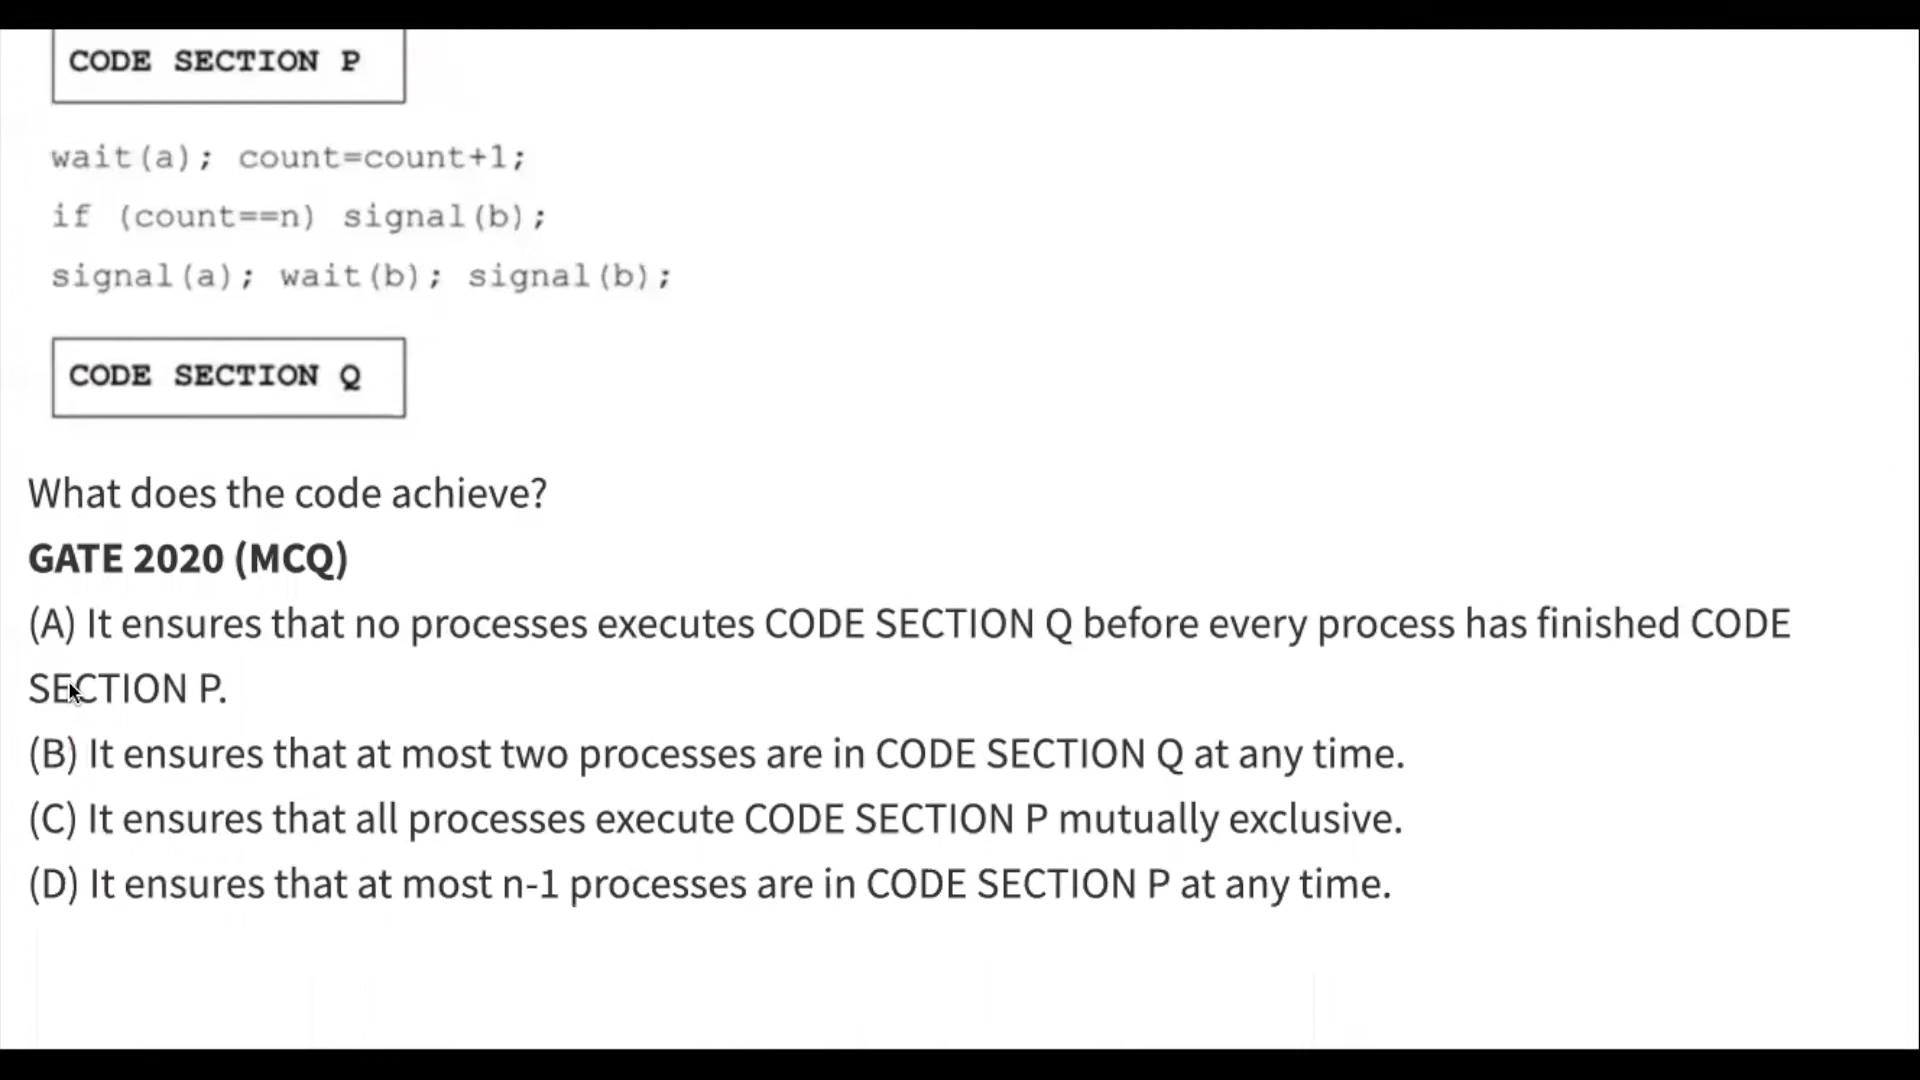 CODE SECTION P
wait(a); count=count+1;
if (count==n) signal(b);
signal(a); wait(b); signal(b);
CODE SECTION Q
What does the code achieve?
GATE 2020 (MCQ)
(A) It ensures that no processes executes CODE SECTION Q before every process has finished CODE
SECTION P.
(B) It ensures that at most two processes are in CODE SECTION Q at any time.
(C) It ensures that all processes execute CODE SECTION P mutually exclusive.
(D) It ensures that at most n-1 processes are in CODE SECTION P at any time.